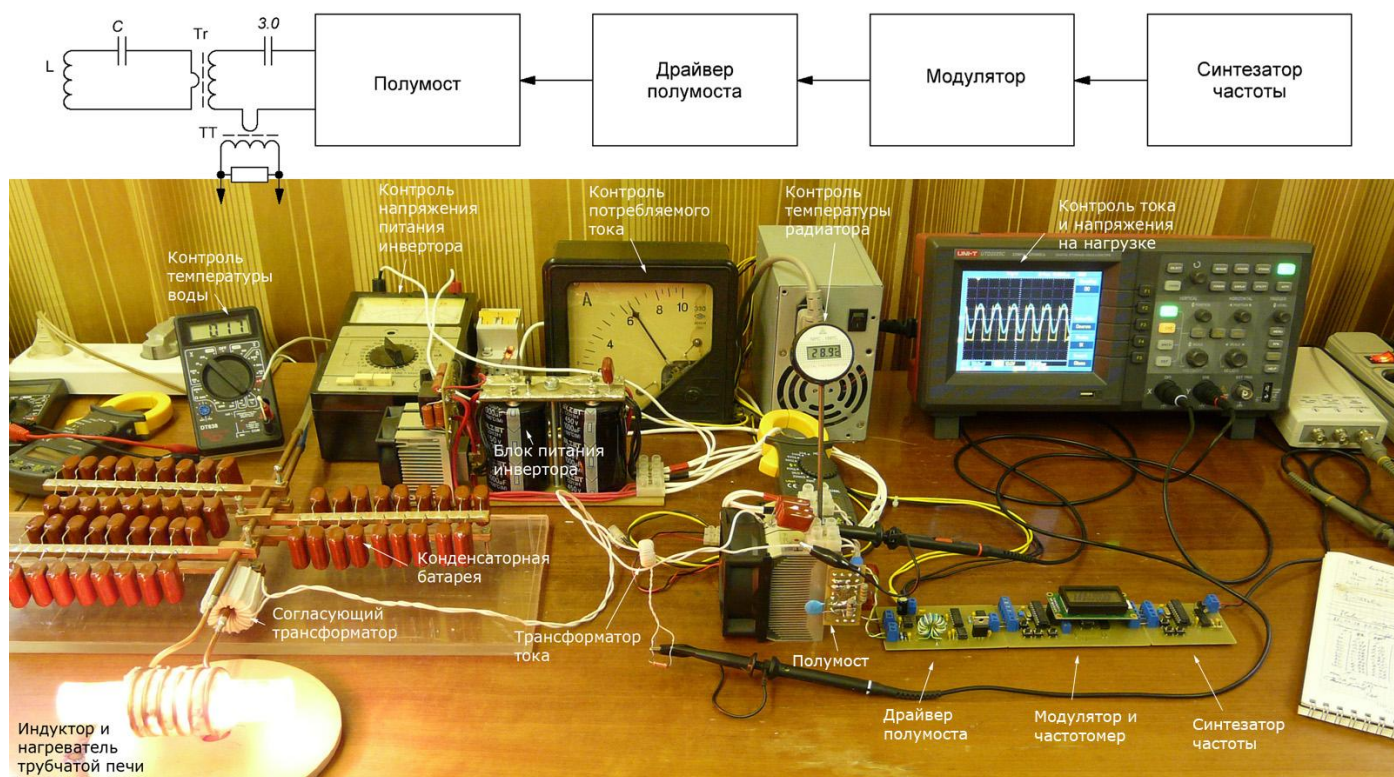 C
Tr
3.0
L
TT
Полумост
Драйвер
полумоста
Модулятор
Синтезатор
частоты
Контроль
напряжения
питания
инвертора
Контроль
потребляемого
тока
Контроль
температуры
радиатора
Контроль тока
и напряжения
на нагрузке
Контроль
температуры
воды
UNI-T
A
4
6
8
10
28.9
011
DT838
Блок питания
инвертора
Конденсаторная
батарея
Согласующий
трансформатор
Трансформатор
тока
Полумост
Драйвер
полумоста
Модулятор и
частотомер
Синтезатор
частоты
Индуктор и
нагреватель
трубчатой печи